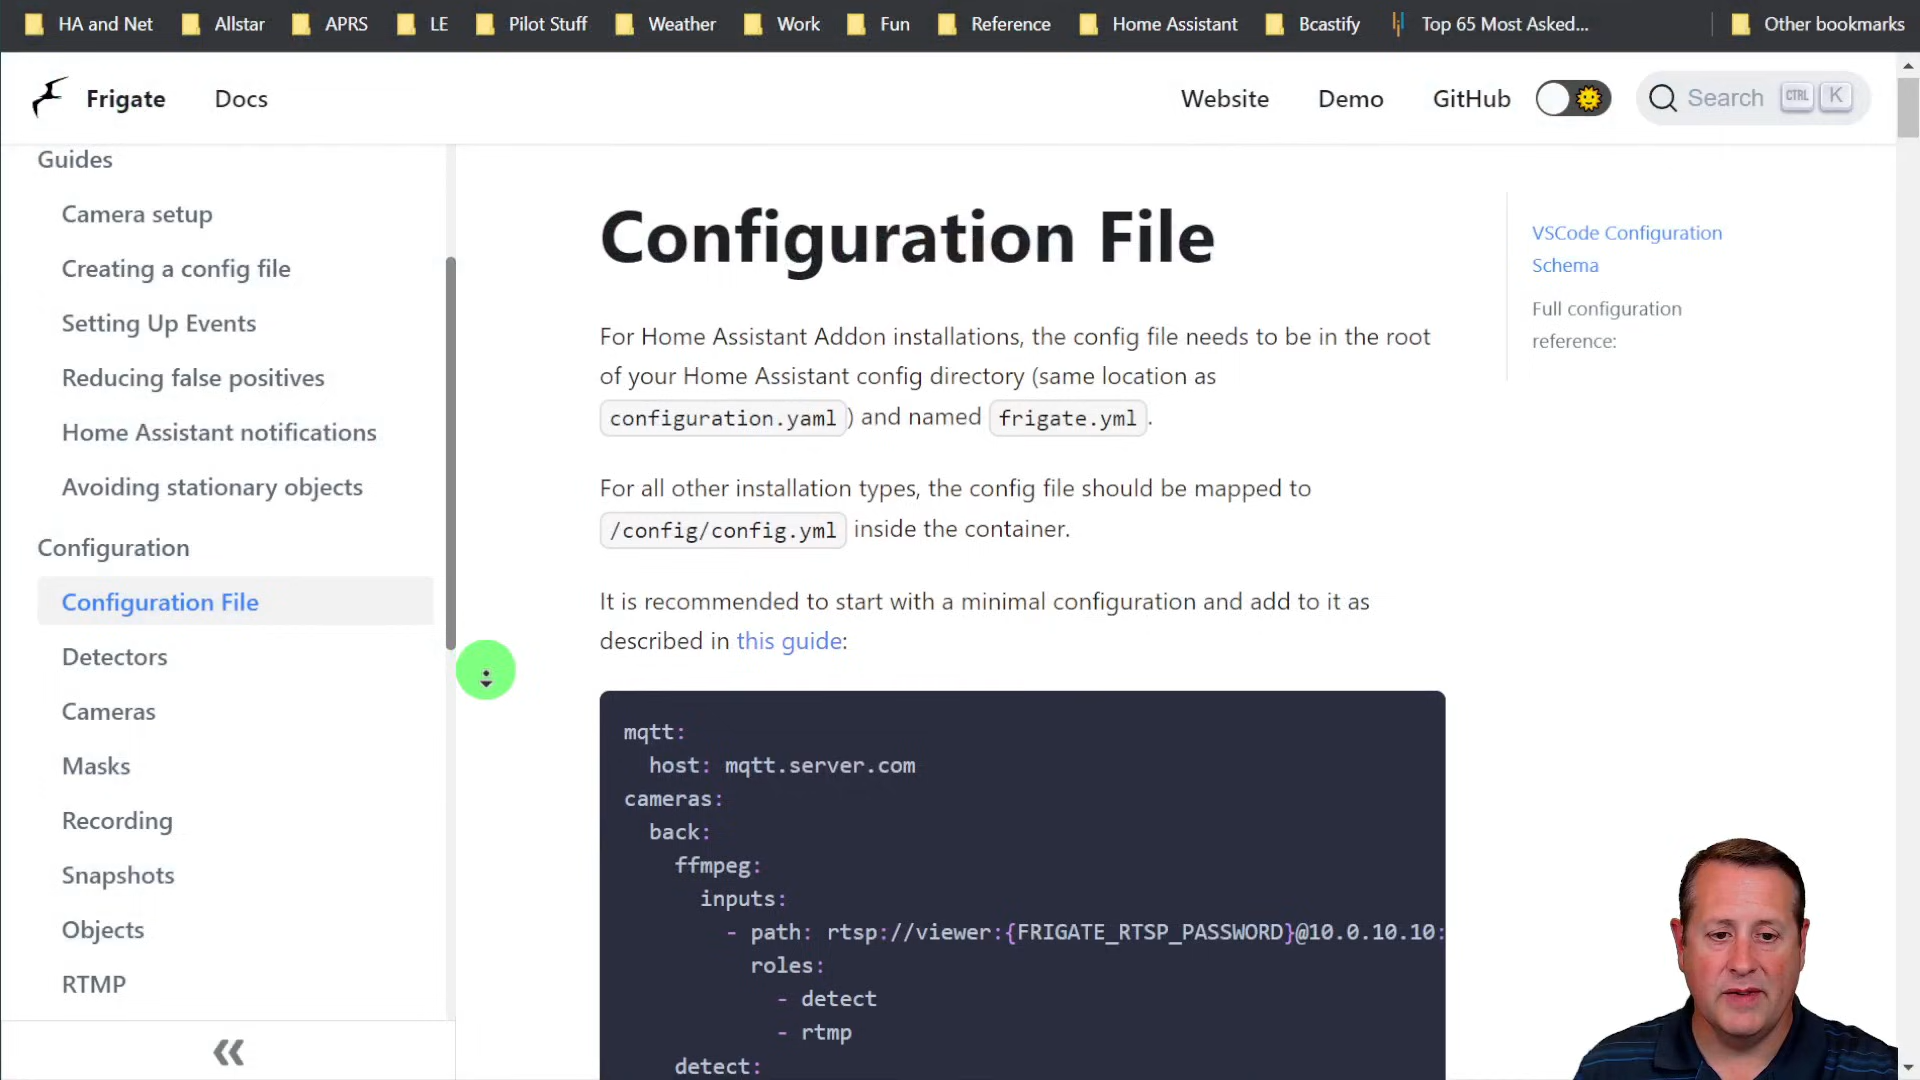 HA and Net Allstar APRS LE Pilot Stuff Weather Work Fun Reference Home Assistant Bcastify Top 65 Most Asked... Other bookmarks
Frigate Docs Website Demo GitHub Search CTRL K
Guides
Camera setup
Creating a config file
Setting Up Events
Reducing false positives
Home Assistant notifications
Avoiding stationary objects
Configuration
Configuration File
Detectors
Cameras
Masks
Recording
Snapshots
Objects
RTMP
Configuration File
For Home Assistant Addon installations, the config file needs to be in the root
of your Home Assistant config directory (same location as
configuration.yaml) and named frigate.yml.
For all other installation types, the config file should be mapped to
/config/config.yml inside the container.
It is recommended to start with a minimal configuration and add to it as
described in this guide:
mqtt:
host: mqtt.server.com
cameras:
back:
ffmpeg:
inputs:
- path: rtsp://viewer:{FRIGATE_RTSP_PASSWORD}@10.0.10.10:
roles:
- detect
- rtmp
detect:
VSCode Configuration
Schema
Full configuration
reference: